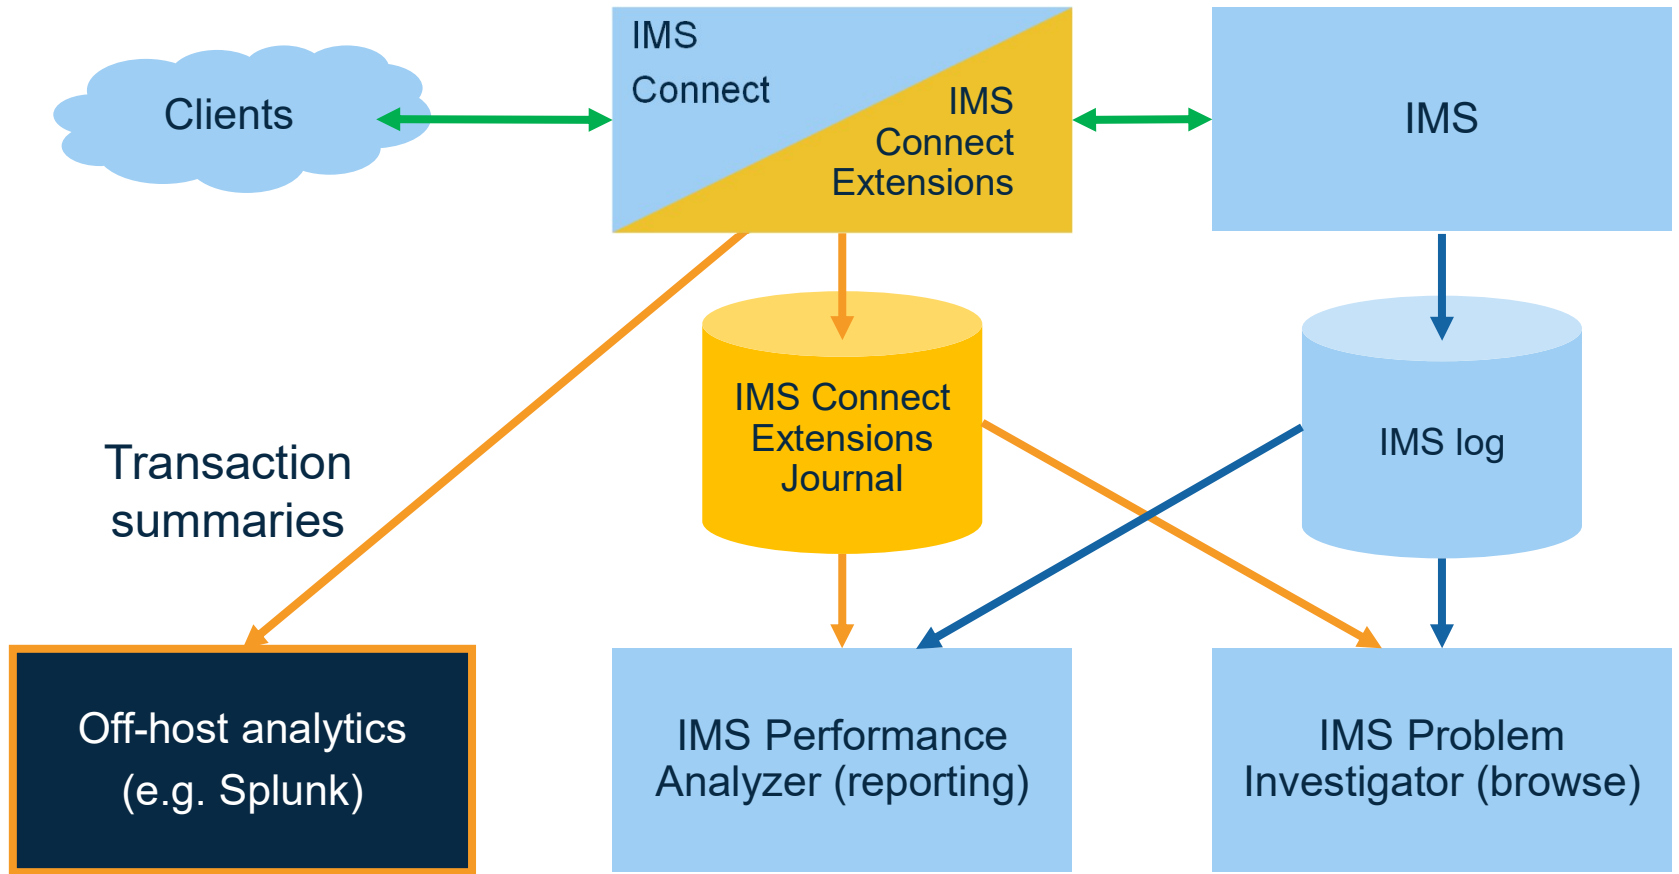 Clients
IMS
Connect
IMS
Connect
Extensions
IMS
IMS Connect
Extensions
Journal
IMS log
Transaction
summaries
Off-host analytics
(e.g. Splunk)
IMS Performance
Analyzer (reporting)
IMS Problem
Investigator (browse)